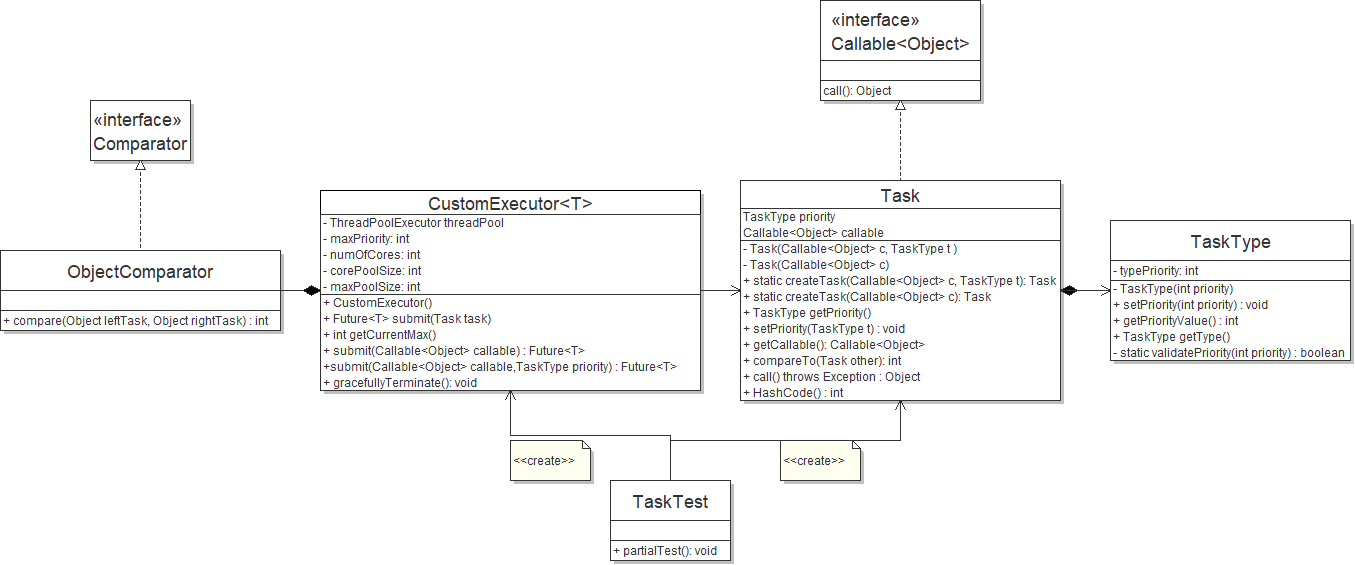 «interface»
Callable<Object>
call(): Object
«interface»
Comparator
ObjectComparator
+ compare(Object leftTask, Object rightTask) : int
CustomExecutor<T>
- ThreadPoolExecutor threadPool
- maxPriority: int
- numOfCores: int
- corePoolSize: int
- maxPoolSize: int
+ CustomExecutor()
+ Future<T> submit(Task task)
+ int getCurrentMax()
+ submit(Callable<Object> callable) : Future<T>
+submit(Callable<Object> callable,TaskType priority) : Future<T>
+ gracefullyTerminate(): void
Task
TaskType priority
Callable<Object> callable
- Task(Callable<Object> c, TaskType t )
- Task(Callable<Object> c)
+ static createTask(Callable<Object> c, TaskType t): Task
+ static createTask(Callable<Object> c): Task
+ TaskType getPriority()
+ setPriority(TaskType t) : void
+ getCallable(): Callable<Object>
+ compareTo(Task other): int
+ call() throws Exception : Object
+ HashCode() : int
TaskType
- typePriority: int
- TaskType(int priority)
+ setPriority(int priority) : void
+ getPriorityValue() : int
+ TaskType getType()
- static validatePriority(int priority) : boolean
<<create>>
<<create>>
TaskTest
+ partialTest(): void